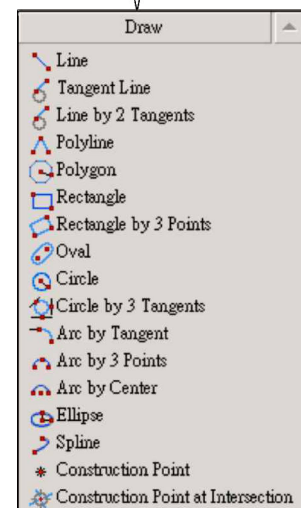 Draw
Line
Tangent Line
Line by 2 Tangents
Polyline
Polygon
Rectangle
Rectangle by 3 Points
Oval
Circle
Circle by 3 Tangents
Arc by Tangent
Arc by 3 Points
Arc by Center
Ellipse
Spline
Construction Point
Construction Point at Intersection